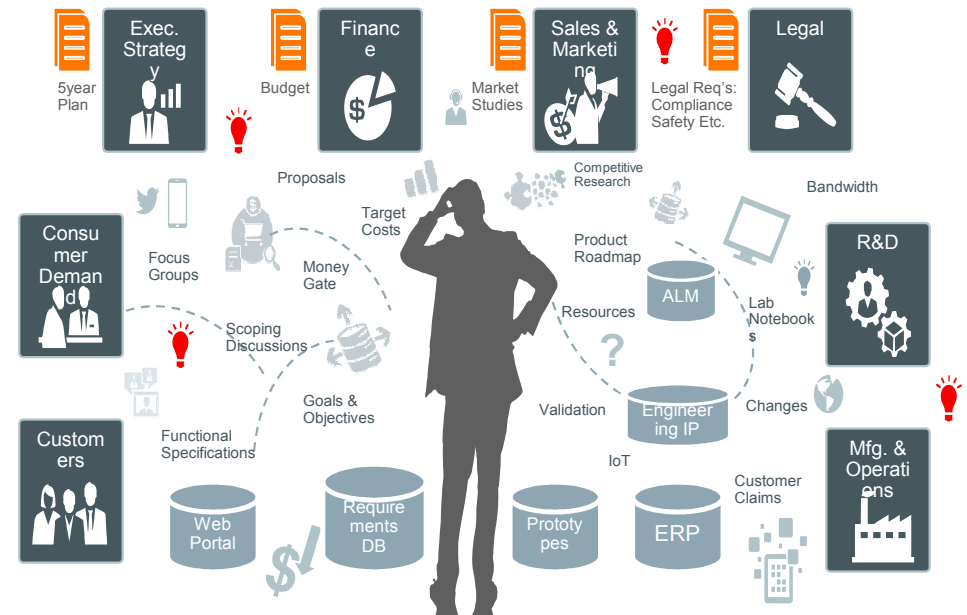 Exec.
Strateg
y
5year
Plan
Financ
e
Budget
$
Sales &
Marketi
ng
Market
Studies
$
Legal
Legal Req's:
Compliance
Safety Etc.
Proposals
Target
Costs
Competitive
Research
Bandwidth
Consu
mer
Deman
d
Focus
Groups
$
Money
Gate
Product
Roadmap
R&D
ALM
Resources
Lab
Notebook
$
Scoping
Discussions
?
Goals &
Objectives
Validation
Engineer
ing IP
Changes
Custom
ers
Functional
Specifications
IoT
Mfg. &
Operati
ons
Customer
Claims
Web
Portal
Require
ments
DB
Prototy
pes
ERP
$